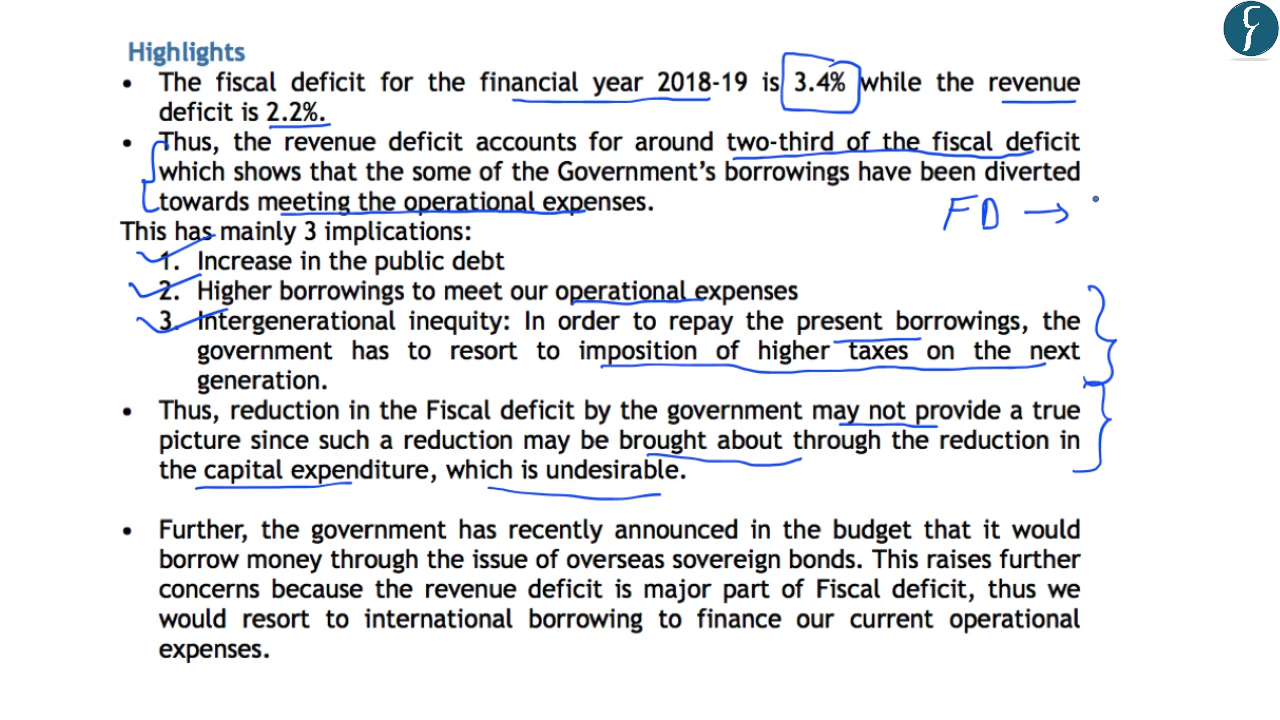 Highlights
• The fiscal deficit for the financial year 2018-19 is 3.4% while the revenue
deficit is 2.2%.
• Thus, the revenue deficit accounts for around two-third of the fiscal deficit
which shows that the some of the Government’s borrowings have been diverted
towards meeting the operational expenses.
FD →
This has mainly 3 implications:
1. Increase in the public debt
2. Higher borrowings to meet our operational expenses
3. Intergenerational inequity: In order to repay the present borrowings, the
government has to resort to imposition of higher taxes on the next
generation.
• Thus, reduction in the Fiscal deficit by the government may not provide a true
picture since such a reduction may be brought about through the reduction in
the capital expenditure, which is undesirable.
• Further, the government has recently announced in the budget that it would
borrow money through the issue of overseas sovereign bonds. This raises further
concerns because the revenue deficit is major part of Fiscal deficit, thus we
would resort to international borrowing to finance our current operational
expenses.